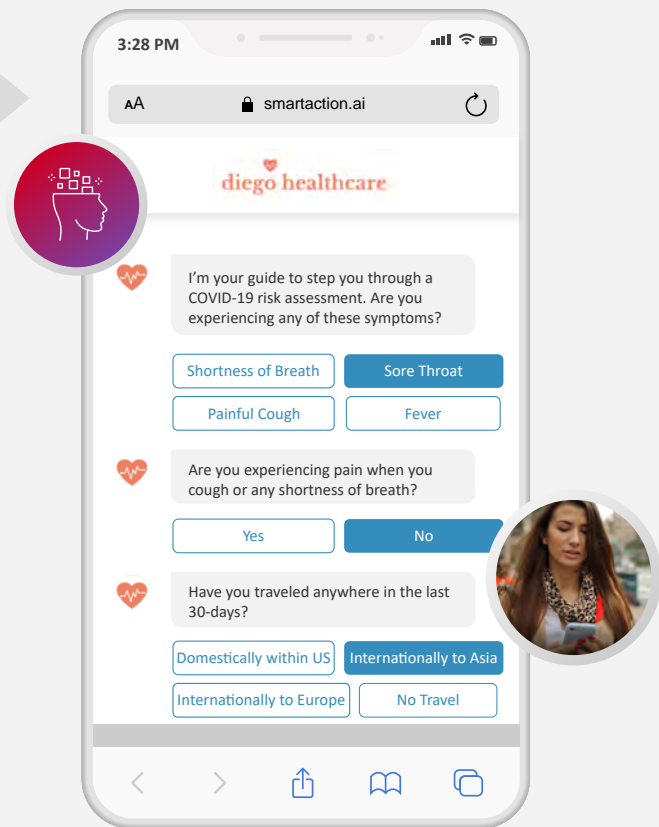 3:28 PM
AA smartaction.ai
diego healthcare
I'm your guide to step you through a
COVID-19 risk assessment. Are you
experiencing any of these symptoms?
Shortness of Breath Sore Throat
Painful Cough Fever
Are you experiencing pain when you
cough or any shortness of breath?
Yes No
Have you traveled anywhere in the last
30-days?
Domestically within US Internationally to Asia
Internationally to Europe No Travel